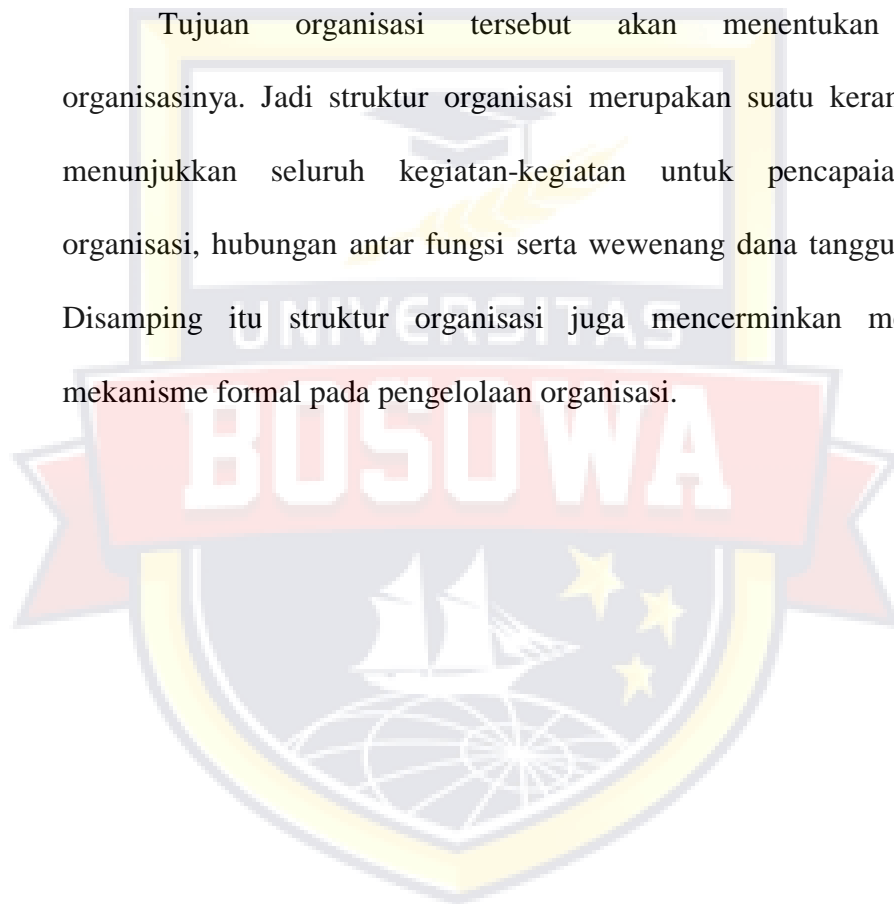 Tujuan organisasi tersebut akan menentukan
organisasinya. Jadi struktur organisasi merupakan suatu keran
menunjukkan seluruh kegiatan-kegiatan untuk pencapaia
organisasi, hubungan antar fungsi serta wewenang dana tanggu
Disamping itu struktur organisasi juga mencerminkan me
mekanisme formal pada pengelolaan organisasi.
UNIVERSITAS
BOSOWA